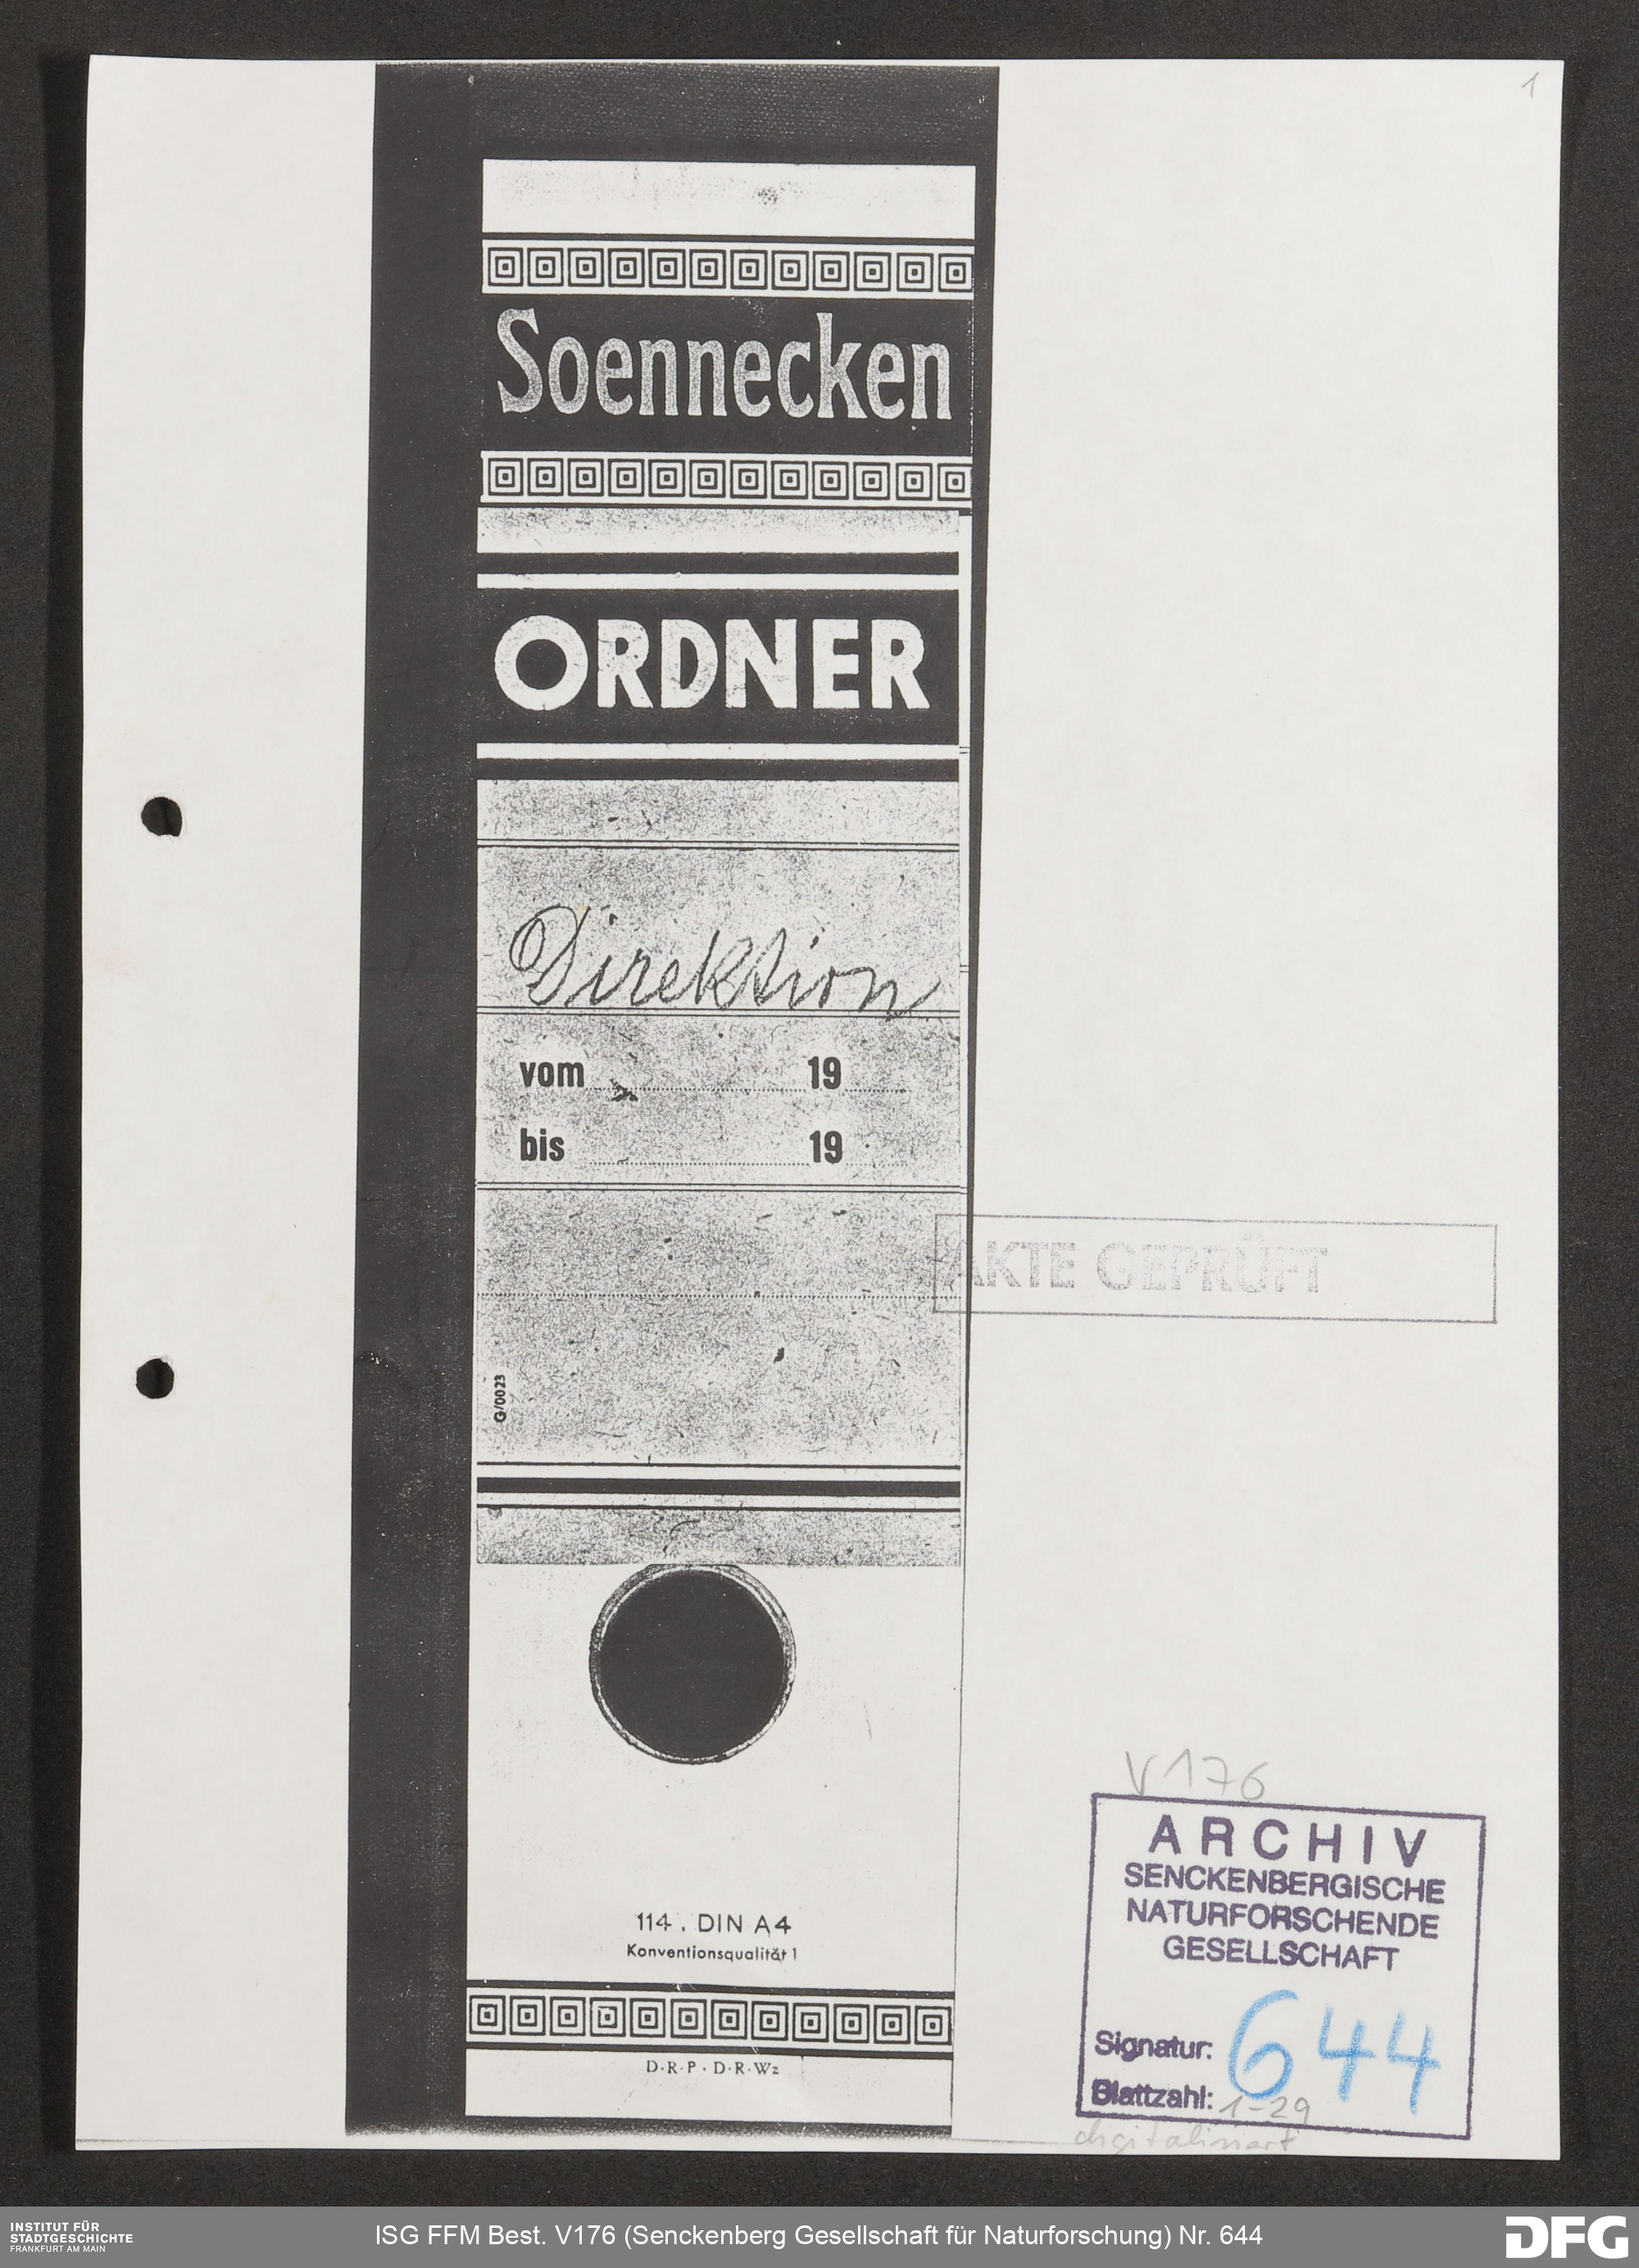 1
Soennecken
ORDNER
Direktion
vom 19
bis 19
AKTE GEPRÜFT
G/0023
V 176
ARCHIV
SENCKENBERGISCHE
NATURFORSCHENDE
GESELLSCHAFT
Signatur: 644
Blattzahl: 1-29
digitalisiert
114. DIN A4
Konventionsqualität 1
D·R·P·D·R·Wz
INSTITUT FÜR
STADTGESCHICHTE
FRANKFURT AM MAIN
ISG FFM Best. V176 (Senckenberg Gesellschaft für Naturforschung) Nr. 644
DFG